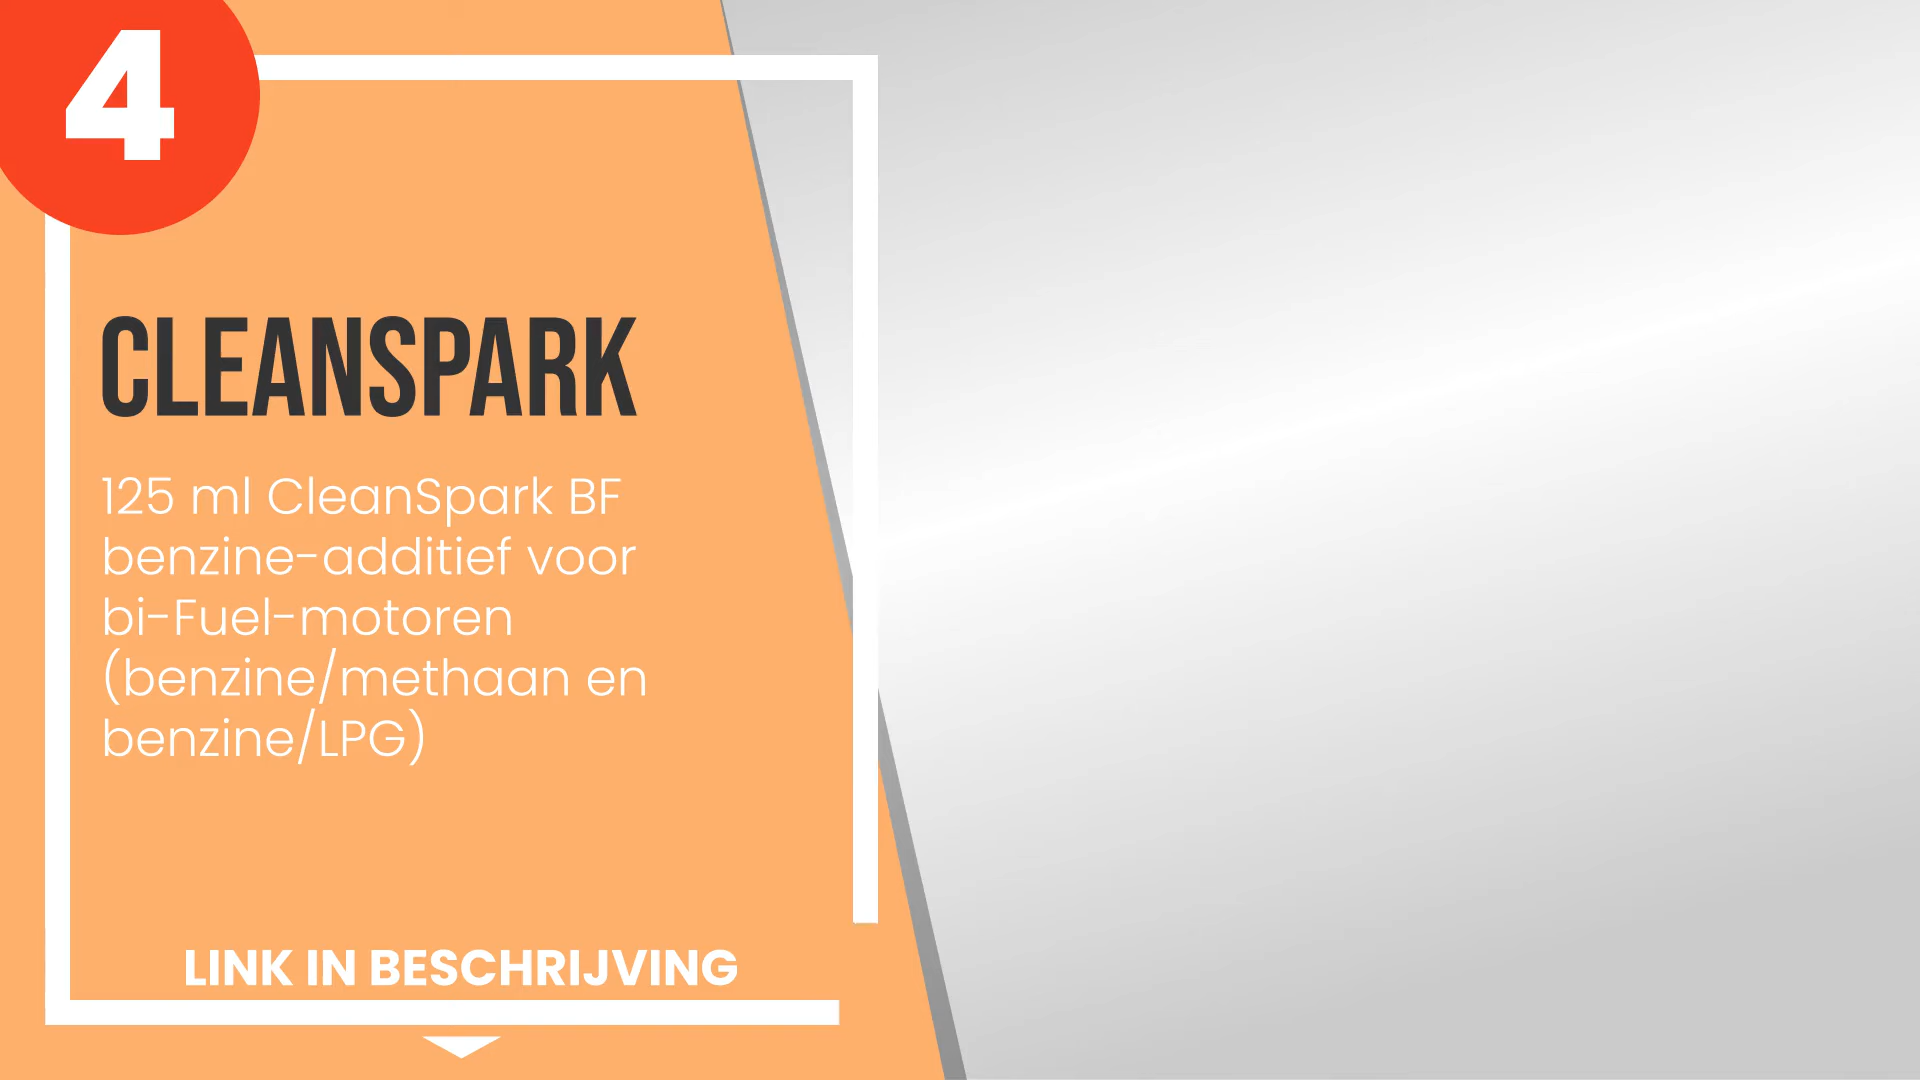 4
CLEANSPARK
125 ml CleanSpark BF
benzine-additief voor
bi-Fuel-motoren
(benzine/methaan en
benzine/LPG)
LINK IN BESCHRIJVING